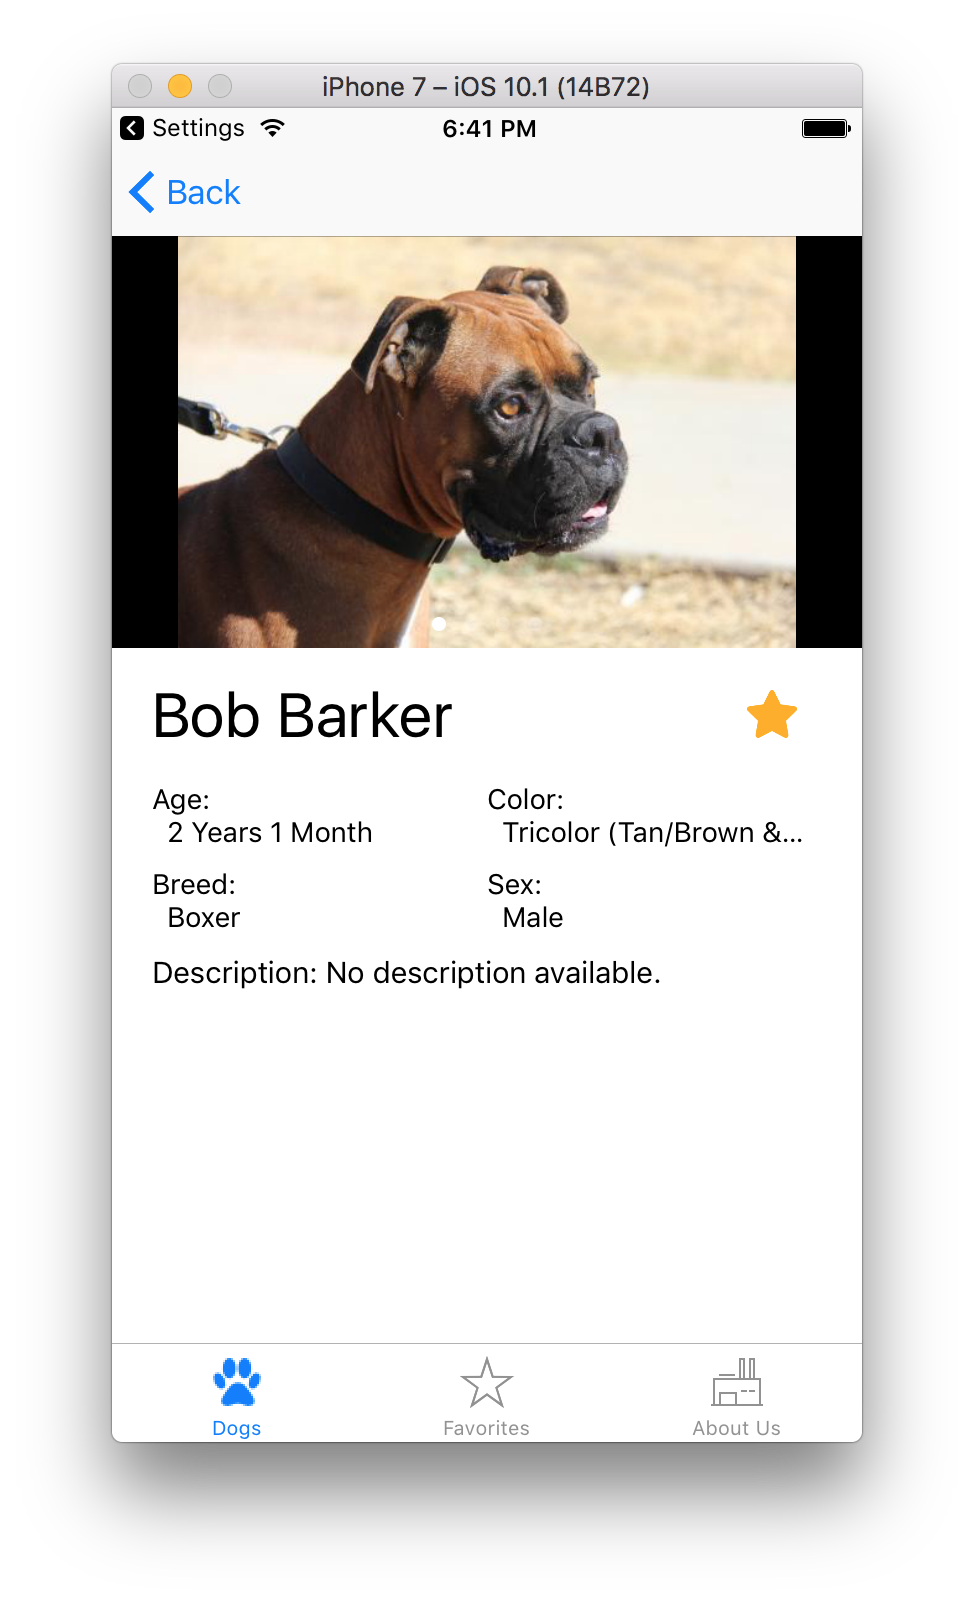 iPhone 7 – iOS 10.1 (14B72)
Settings 6:41 PM
Back
Bob Barker
Age: Color:
2 Years 1 Month Tricolor (Tan/Brown &...
Breed: Sex:
Boxer Male
Description: No description available.
Dogs Favorites About Us